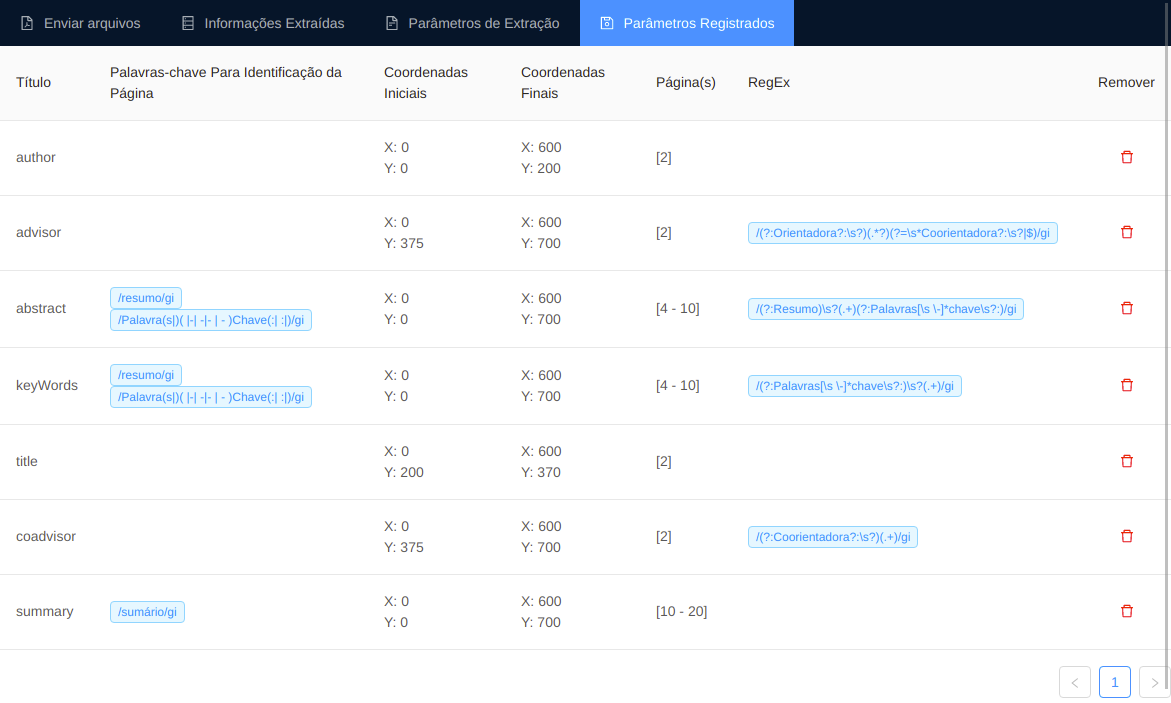 Enviar arquivos
Informações Extraídas
Parâmetros de Extração
Parâmetros Registrados
Título
Palavras-chave Para Identificação da
Página
Coordenadas
Iniciais
Coordenadas
Finais
Página(s)
RegEx
Remover
author
X: 0
Y: 0
X: 600
Y: 200
[2]
advisor
X: 0
Y: 375
X: 600
Y: 700
[2]
/(?:Orientadora?:\s?)(.*?)(?=\s*Coorientadora?:\s?|$)/gi
abstract
/resumo/gi
/Palavra(s|)( |-| -|- | - )Chave(:| :|)/gi
X: 0
Y: 0
X: 600
Y: 700
[4 - 10]
/(?:Resumo)\s?(.+)(?:Palavras[\s \-]*chave\s?:)/gi
keyWords
/resumo/gi
/Palavra(s|)( |-| -|- | - )Chave(:| :|)/gi
X: 0
Y: 0
X: 600
Y: 700
[4 - 10]
/(?:Palavras[\s \-]*chave\s?:)\s?(.+)/gi
title
X: 0
Y: 200
X: 600
Y: 370
[2]
coadvisor
X: 0
Y: 375
X: 600
Y: 700
[2]
/(?:Coorientadora?:\s?)(.+)/gi
summary
/sumário/gi
X: 0
Y: 0
X: 600
Y: 700
[10 - 20]
1